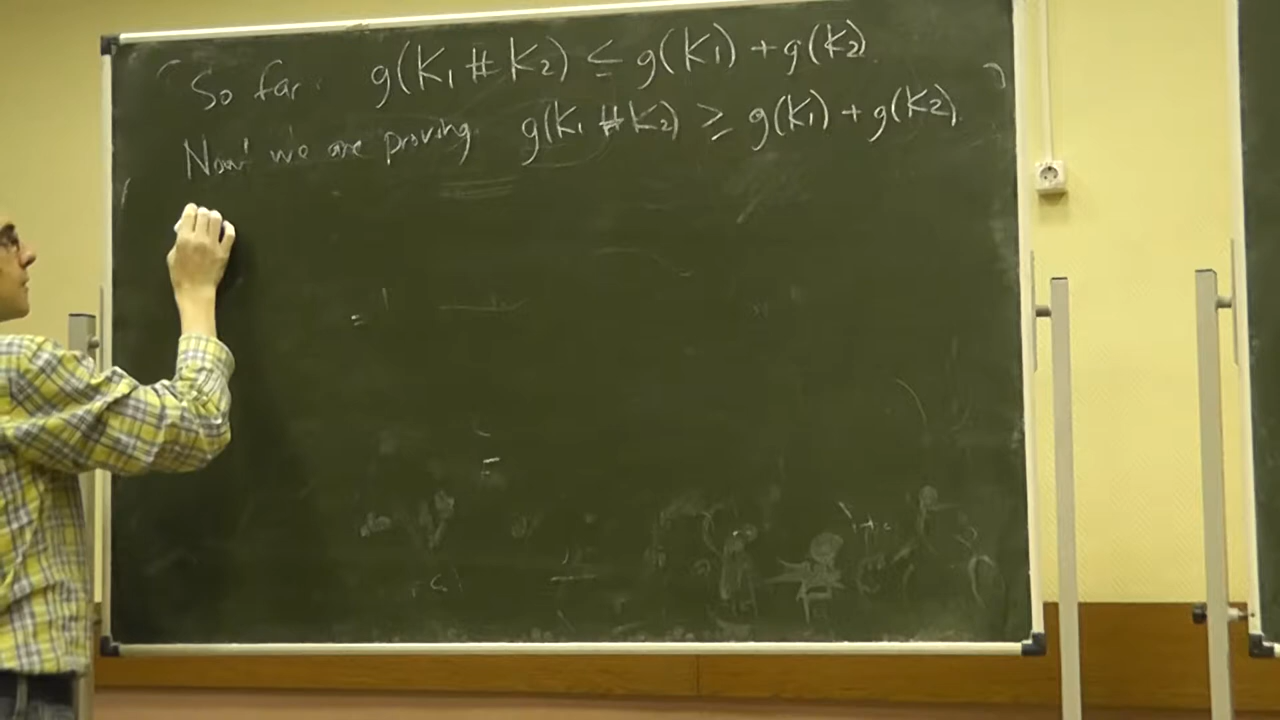 So far: g(K₁ # K₂) ≤ g(K₁) + g(K₂).
Now we are proving g(K₁ # K₂) ≥ g(K₁) + g(K₂).